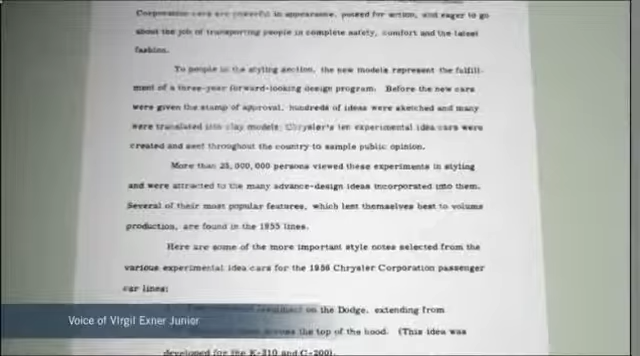 Corporation cars are powerful in appearance, poised for action, and eager to go
about the job of transporting people in complete safety, comfort and the latest
fashion.
To people in the styling section, the new models represent the fulfill-
ment of a three-year forward-looking design program. Before the new cars
were given the stamp of approval, hundreds of ideas were sketched and many
were translated into clay models. Chrysler's ten experimental idea cars were
created and sent throughout the country to sample public opinion.
More than 25,000,000 persons viewed these experiments in styling
and were attracted to the many advance-design ideas incorporated into them.
Several of their most popular features, which lent themselves best to volume
production, are found in the 1955 lines.
Here are some of the more important style notes selected from the
various experimental idea cars for the 1956 Chrysler Corporation passenger
car lines:
on the Dodge, extending from
across the top of the hood. (This idea was
developed for the K-310 and C-200).
Voice of VIrgil Exner Junior